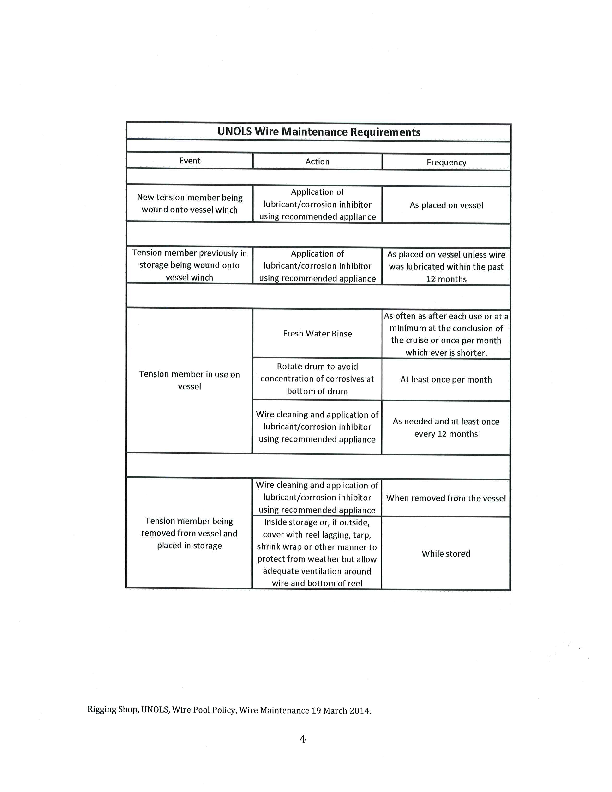 UNOLS Wire Maintenance Requirements
Event
Action
Frequency
New tension member being
wound onto vessel winch
Application of
lubricant/corrosion inhibitor
using recommended appliance
As placed on vessel
Tension member previously in
storage being wound onto
vessel winch
Application of
lubricant/corrosion inhibitor
using recommended appliance
As placed on vessel unless wire
was lubricated within the past
12 months
Tension member in use on
vessel
Fresh Water Rinse
As often as after each use or at a
minimum at the conclusion of
the cruise or once per month
which ever is shorter.
Rotate drum to avoid
concentration of corrosives at
bottom of drum
At least once per month
Wire cleaning and application of
lubricant/corrosion inhibitor
using recommended appliance
As needed and at least once
every 12 months
Tension member being
removed from vessel and
placed in storage
Wire cleaning and application of
lubricant/corrosion inhibitor
using recommended appliance
When removed from the vessel
Inside storage or, if outside,
cover with reel lagging, tarp,
shrink wrap or other manner to
protect from weather but allow
adequate ventilation around
wire and bottom of reel
While stored
Rigging Shop, UNOLS, Wire Pool Policy, Wire Maintenance 19 March 2014.
4